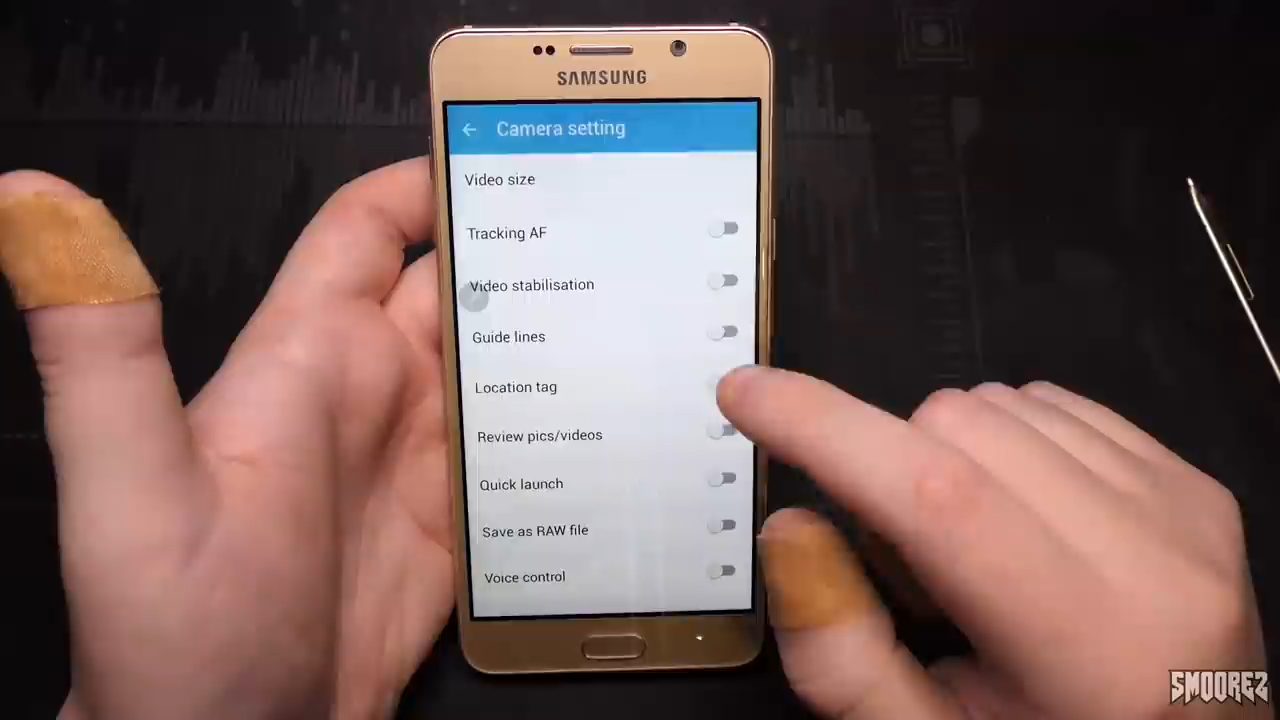 SAMSUNG
Camera setting
Video size
Tracking AF
Video stabilisation
Guide lines
Location tag
Review pics/videos
Quick launch
Save as RAW file
Voice control
SMOOREZ